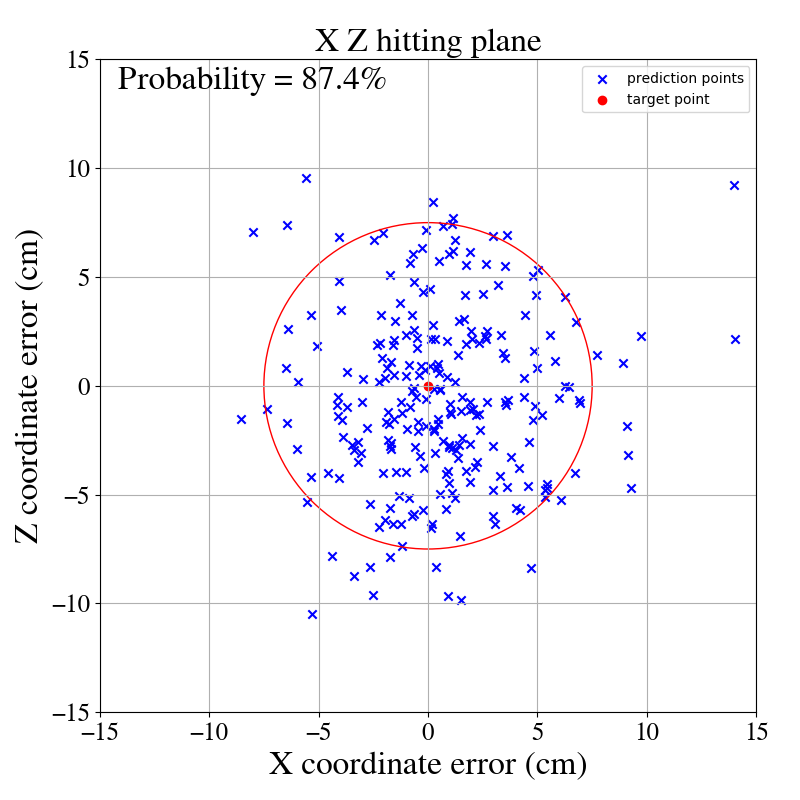 X Z hitting plane
Probability = 87.4%
prediction points
target point
Z coordinate error (cm)
15
10
5
0
−5
−10
−15
−15
−10
−5
0
5
10
15
X coordinate error (cm)